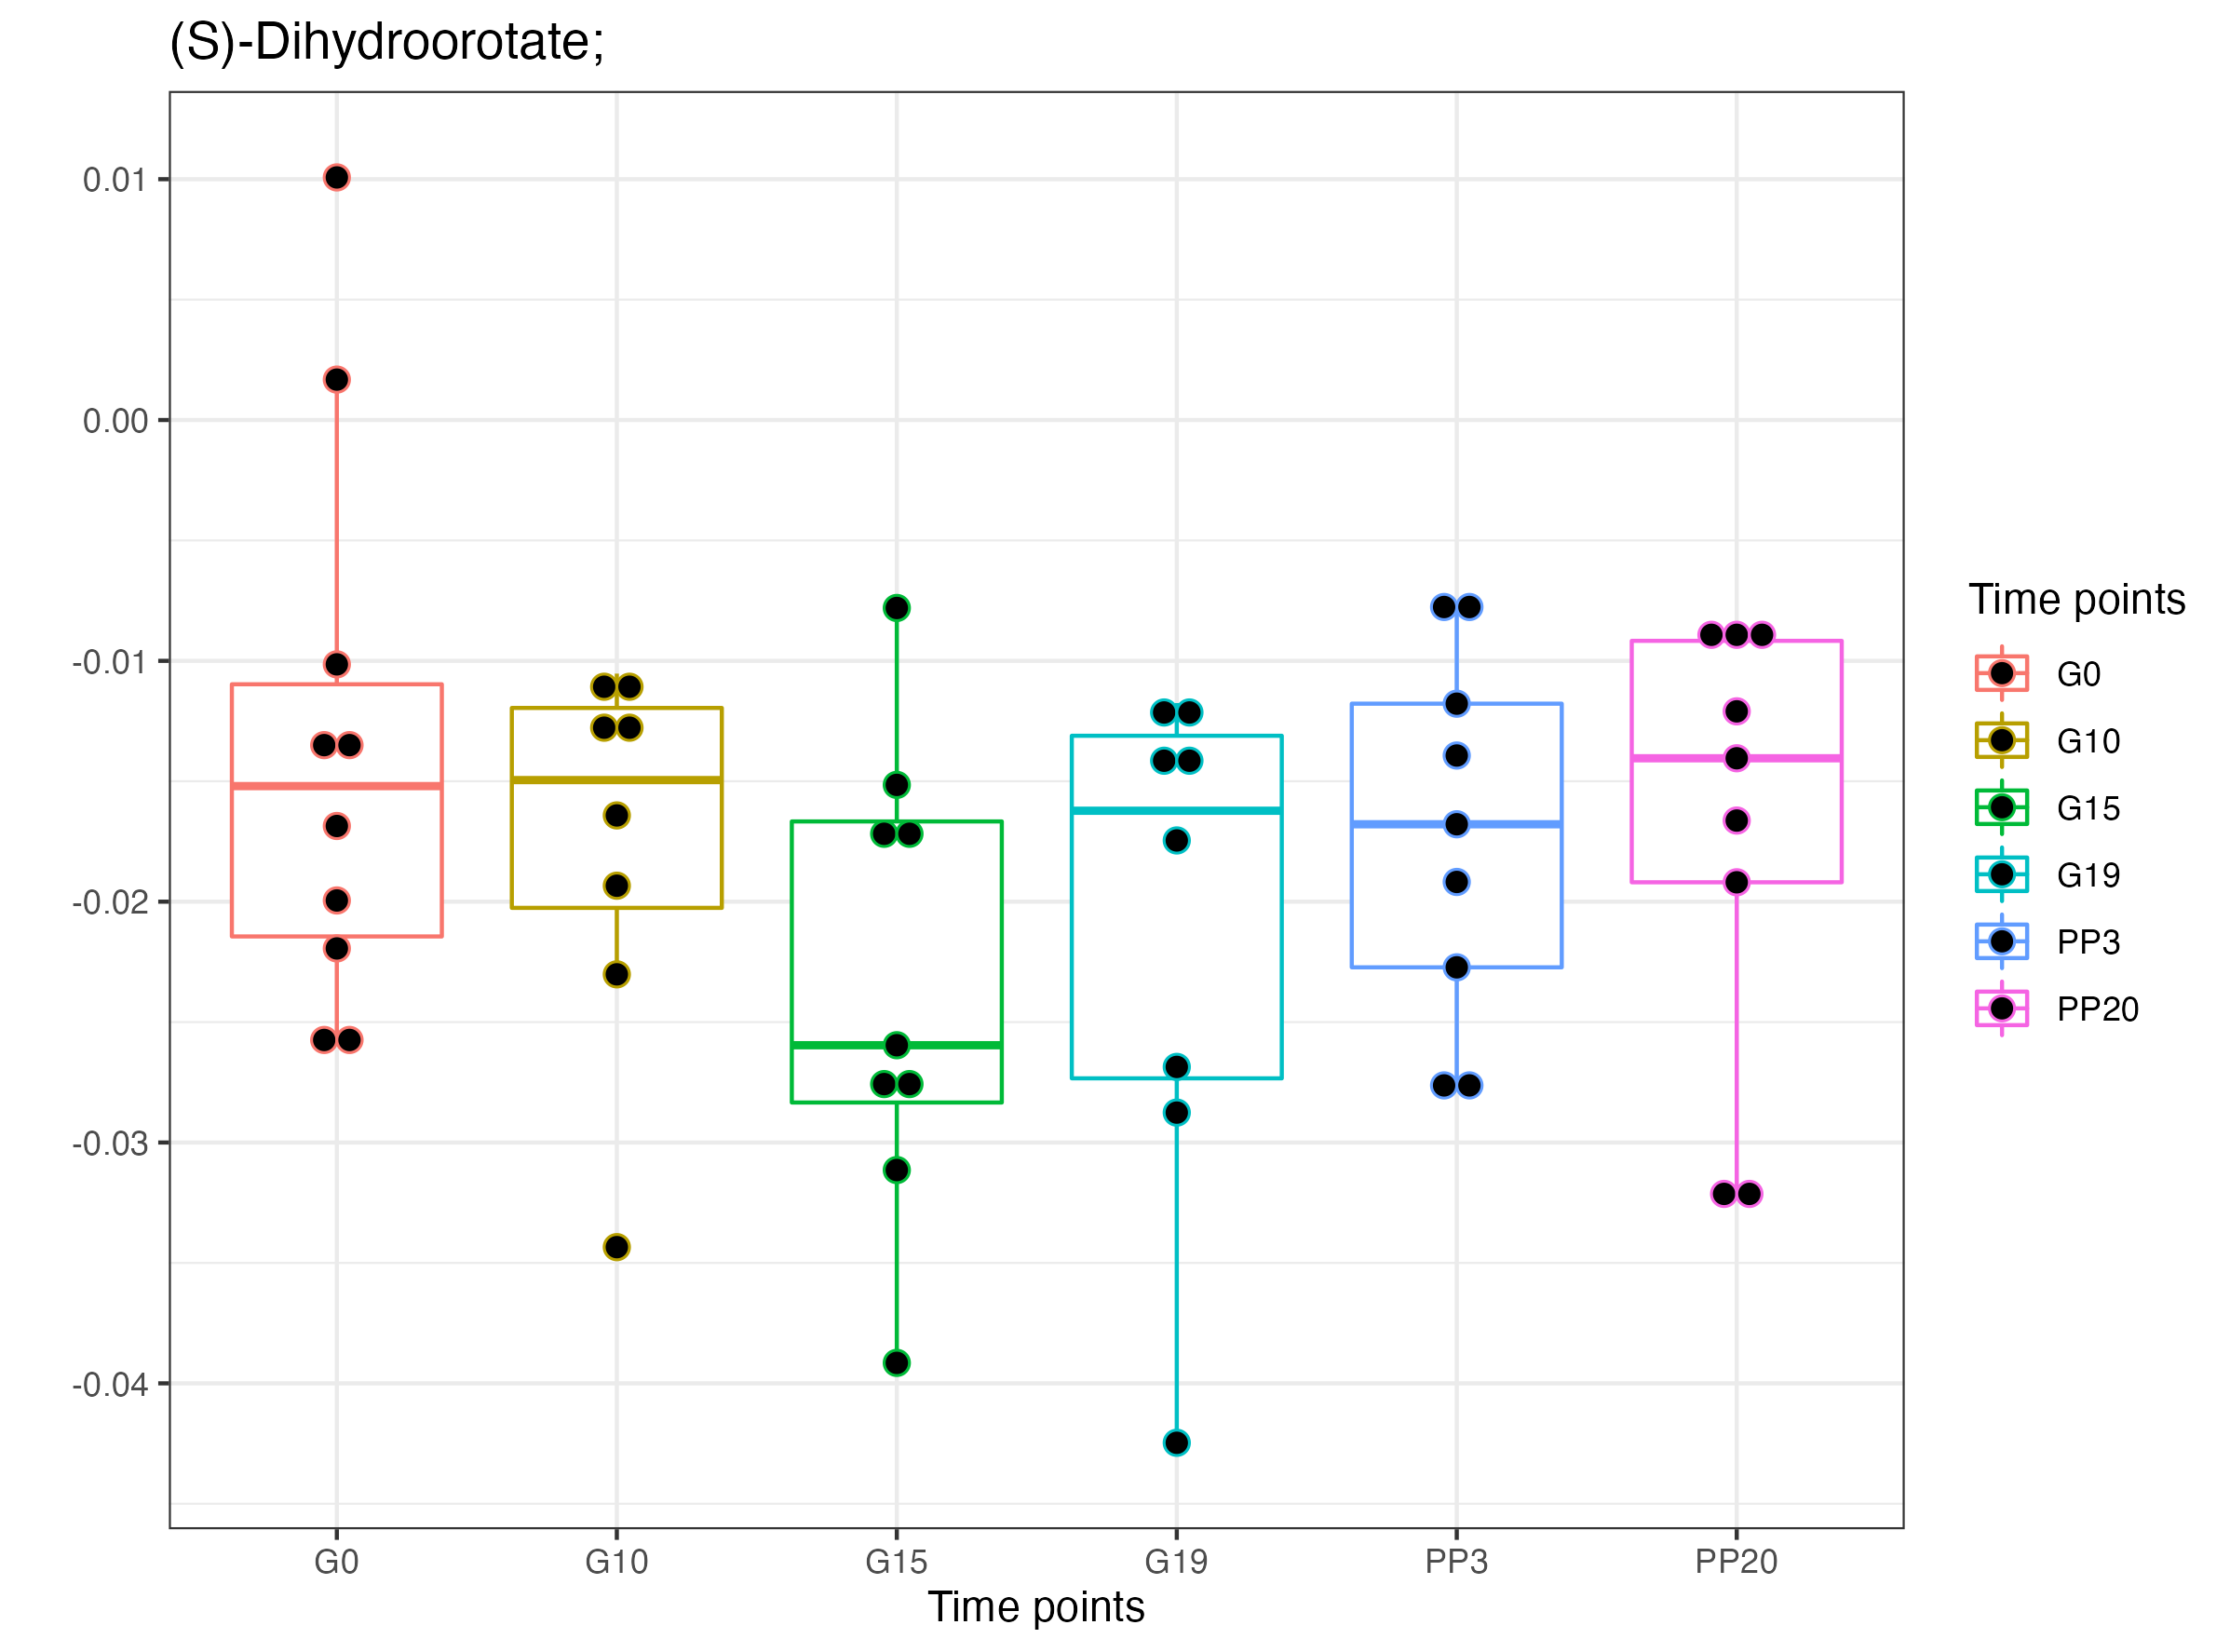 (S)-Dihydroorotate;
0.01
0.00
-0.01
-0.02
-0.03
-0.04
G0 G10 G15 G19 PP3 PP20
Time points
Time points
G0
G10
G15
G19
PP3
PP20